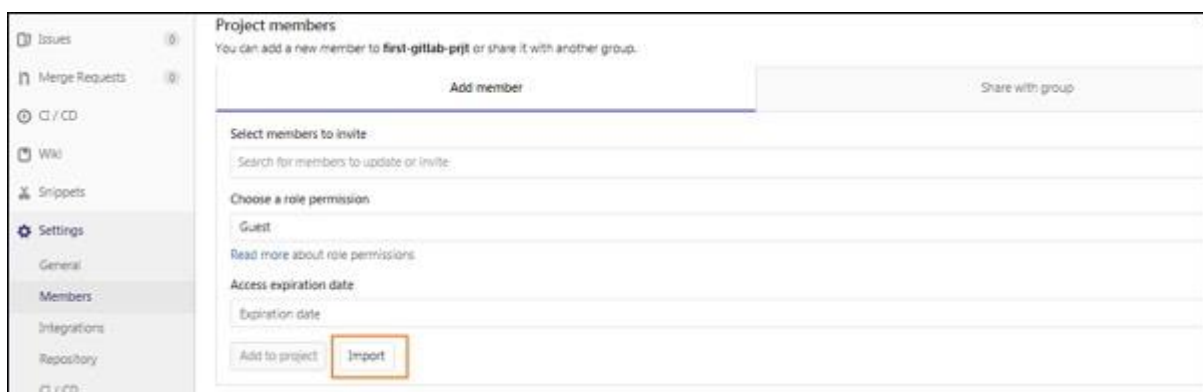 Project members
You can add a new member to first-gitlab-prjt or share it with another group.
Issues 0
Merge Requests 0
CI / CD
Wiki
Snippets
Settings
General
Members
Integrations
Repository
CI / CD
Add member
Share with group
Select members to invite
Search for members to update or invite
Choose a role permission
Guest
Read more about role permissions
Access expiration date
Expiration date
Add to project Import